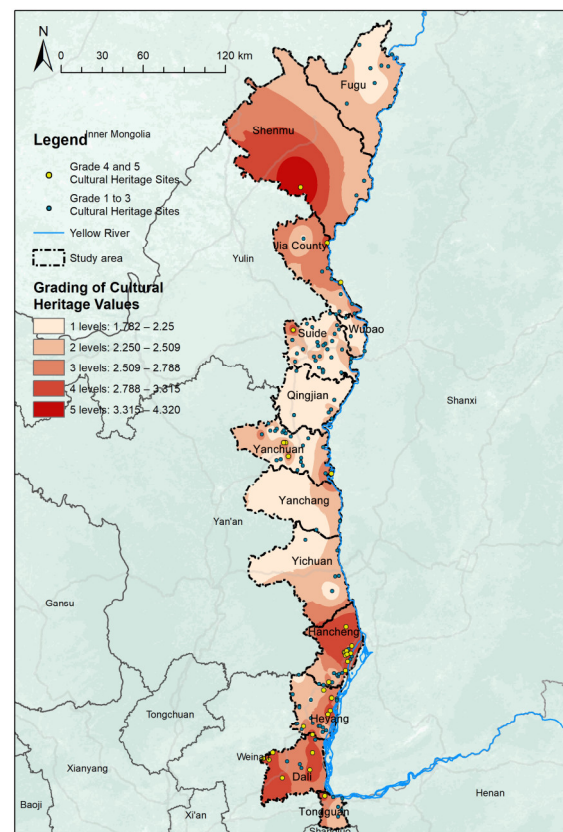 N
0 30 60 120 km
Fugu
Legend
Inner Mongolia
Shenmu
Grade 4 and 5
Cultural Heritage Sites
Grade 1 to 3
Cultural Heritage Sites
Yellow River
Study area
Jia County
Yulin
Grading of Cultural
Heritage Values
1 levels: 1.782 – 2.25
2 levels: 2.250 – 2.509
3 levels: 2.509 – 2.788
4 levels: 2.788 – 3.315
5 levels: 3.315 – 4.320
Wubao
Suide
Qingjian
Shanxi
Yanchuan
Yanchang
Yan'an
Yichuan
Gansu
Hancheng
Heyang
Tongchuan
Weinan
Dali
Xianyang
Henan
Baoji
Xi'an
Tongguan